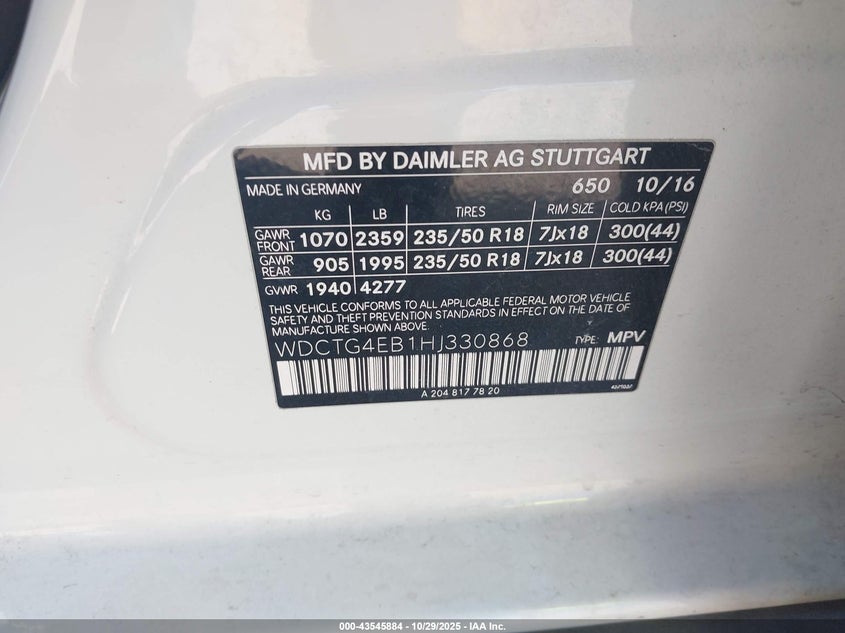 MFD BY DAIMLER AG STUTTGART
MADE IN GERMANY 650 10/16
KG LB TIRES RIM SIZE COLD KPA (PSI)
GAWR FRONT 1070 2359 235/50 R18 7Jx18 300(44)
GAWR REAR 905 1995 235/50 R18 7Jx18 300(44)
GVWR 1940 4277
THIS VEHICLE CONFORMS TO ALL APPLICABLE FEDERAL MOTOR VEHICLE
SAFETY, BUMPER, AND THEFT PREVENTION STANDARDS IN EFFECT ON THE DATE OF
MANUFACTURE SHOWN ABOVE.
WDCTG4EB1HJ330868 TYPE: MPV
A 204 817 78 20
000-43545884 - 10/29/2025 - IAA Inc.